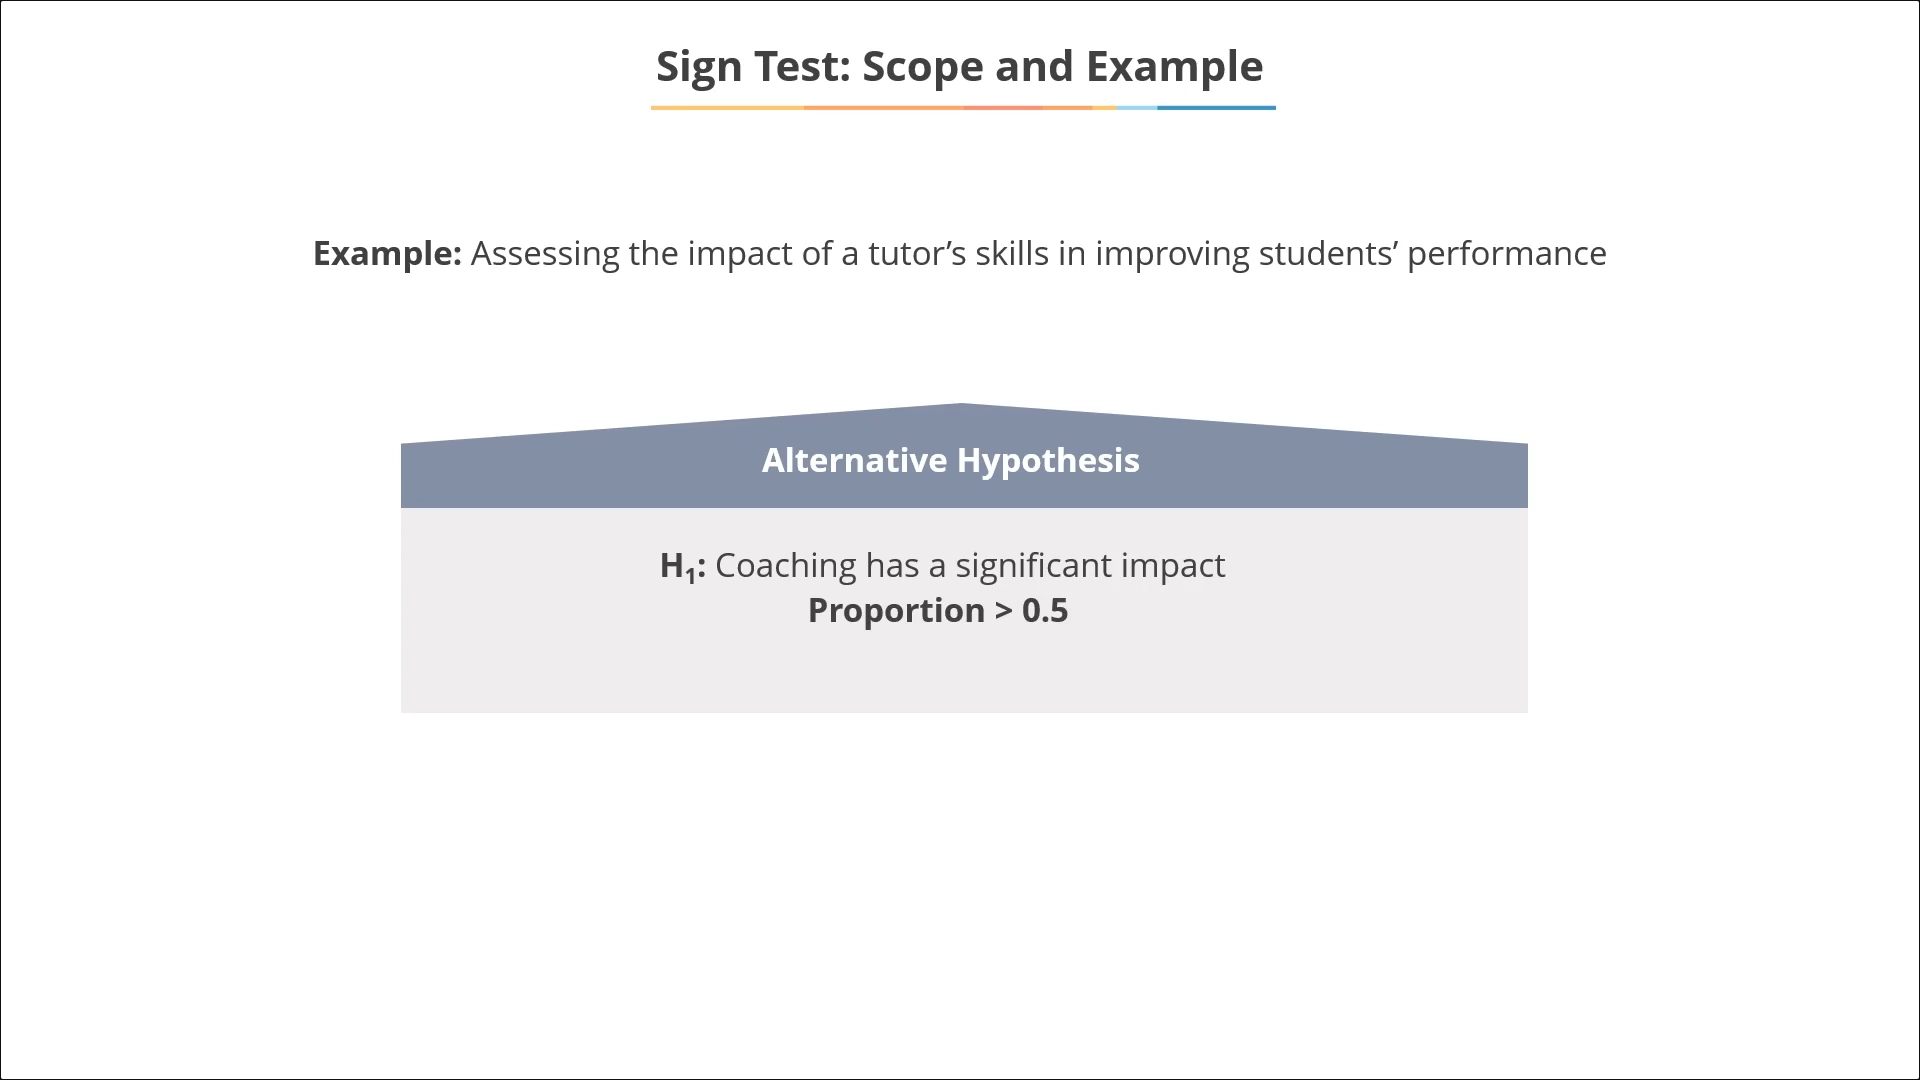 Sign Test: Scope and Example
Example: Assessing the impact of a tutor’s skills in improving students’ performance
Alternative Hypothesis
H₁: Coaching has a significant impact
Proportion > 0.5